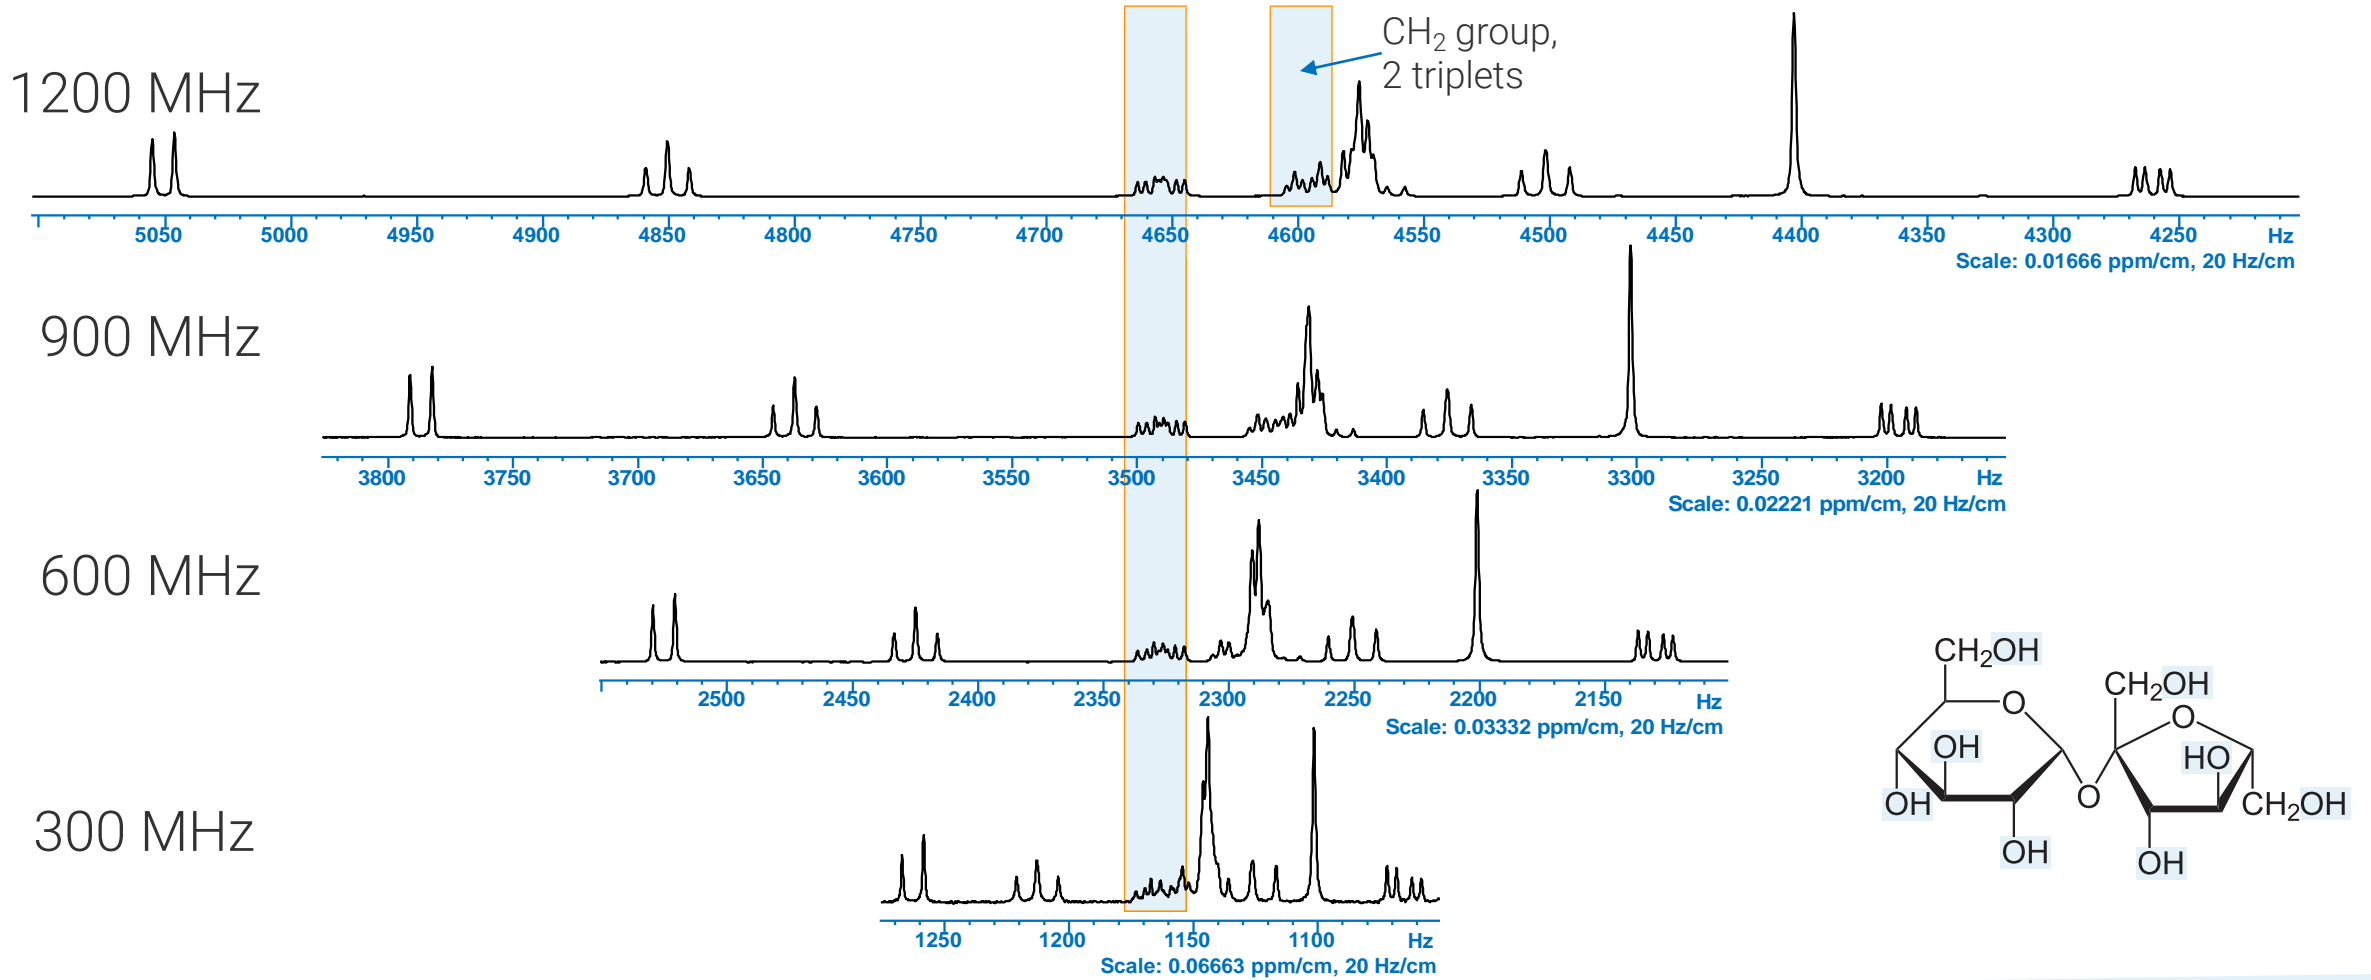 CH₂ group,
2 triplets
1200 MHz
5050 5000 4950 4900 4850 4800 4750 4700 4650 4600 4550 4500 4450 4400 4350 4300 4250 Hz
Scale: 0.01666 ppm/cm, 20 Hz/cm
900 MHz
3800 3750 3700 3650 3600 3550 3500 3450 3400 3350 3300 3250 3200 Hz
Scale: 0.02221 ppm/cm, 20 Hz/cm
600 MHz
2500 2450 2400 2350 2300 2250 2200 2150 Hz
Scale: 0.03332 ppm/cm, 20 Hz/cm
300 MHz
1250 1200 1150 1100 Hz
Scale: 0.06663 ppm/cm, 20 Hz/cm
CH₂OH
CH₂OH
O
O
OH
HO
OH
O
CH₂OH
OH
OH